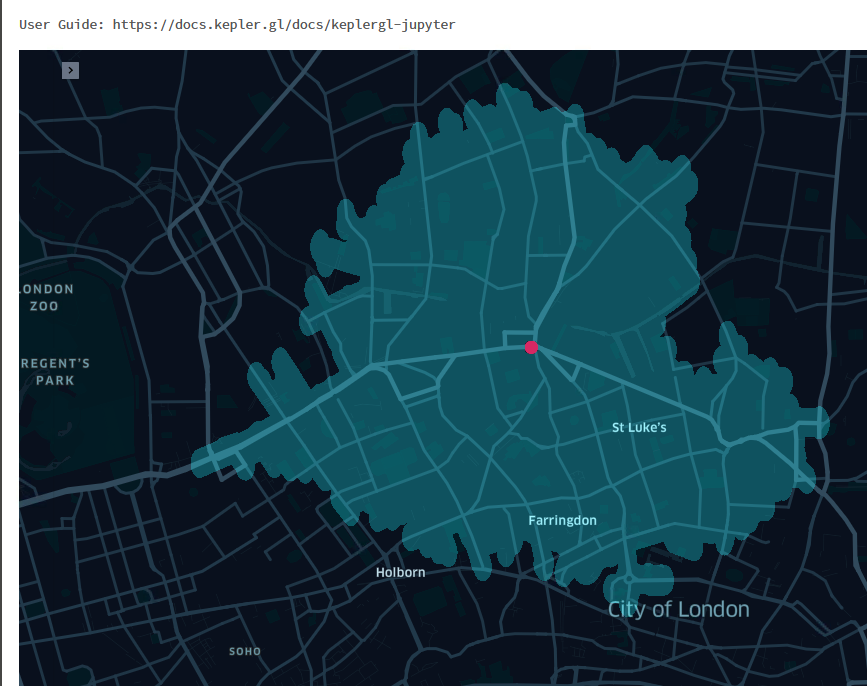 User Guide: https://docs.kepler.gl/docs/keplergl-jupyter
LONDON
ZOO
REGENT'S
PARK
St Luke's
Farringdon
Holborn
City of London
SOHO